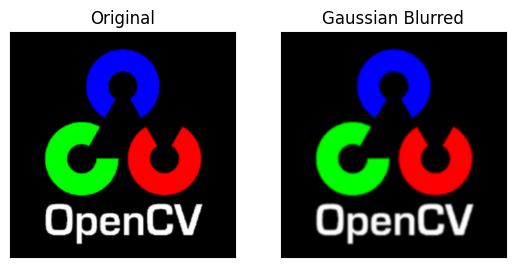 Original
Gaussian Blurred
OpenCV
OpenCV